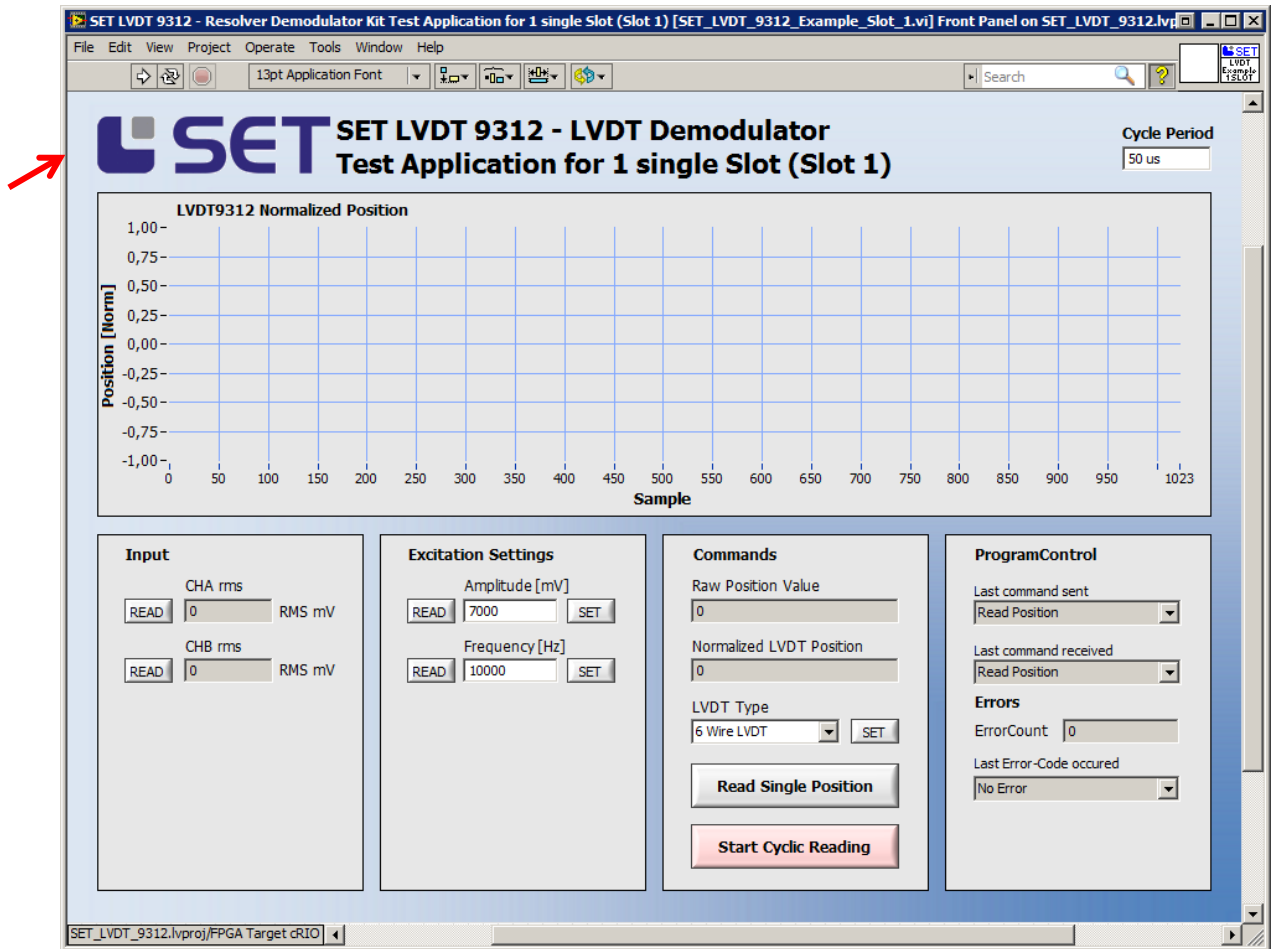 SET LVDT 9312 - Resolver Demodulator Kit Test Application for 1 single Slot (Slot 1) [SET_LVDT_9312_Example_Slot_1.vi] Front Panel on SET_LVDT_9312.lvp
File Edit View Project Operate Tools Window Help
13pt Application Font
Search
SET
LVDT
Example
1SLOT
SET
SET LVDT 9312 - LVDT Demodulator
Test Application for 1 single Slot (Slot 1)
Cycle Period
50 us
LVDT9312 Normalized Position
Position [Norm]
1,00
0,75
0,50
0,25
0,00
-0,25
-0,50
-0,75
-1,00
0 50 100 150 200 250 300 350 400 450 500 550 600 650 700 750 800 850 900 950 1023
Sample
Input
CHA rms
READ 0 RMS mV
CHB rms
READ 0 RMS mV
Excitation Settings
Amplitude [mV]
READ 7000 SET
Frequency [Hz]
READ 10000 SET
Commands
Raw Position Value
0
Normalized LVDT Position
0
LVDT Type
6 Wire LVDT SET
Read Single Position
Start Cyclic Reading
ProgramControl
Last command sent
Read Position
Last command received
Read Position
Errors
ErrorCount 0
Last Error-Code occured
No Error
SET_LVDT_9312.lvproj/FPGA Target cRIO